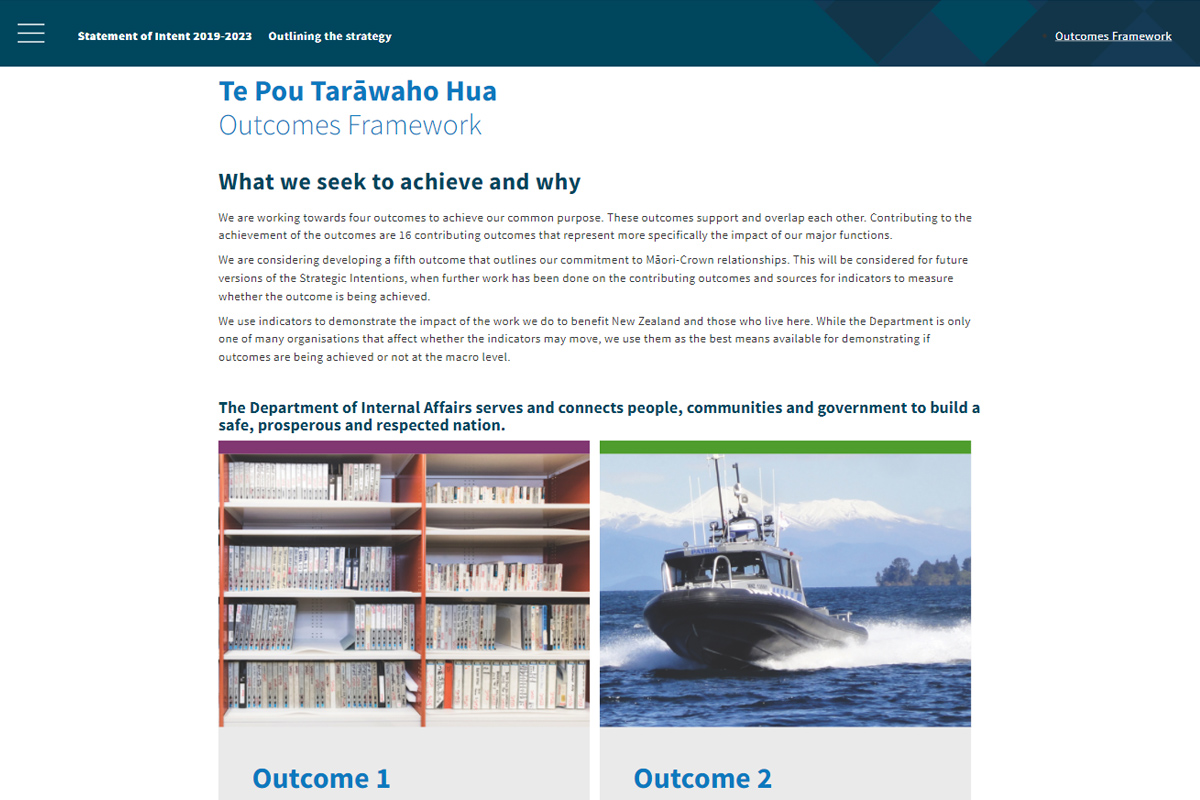 Statement of Intent 2019-2023 Outlining the strategy Outcomes Framework
Te Pou Tarāwaho Hua
Outcomes Framework
What we seek to achieve and why
We are working towards four outcomes to achieve our common purpose. These outcomes support and overlap each other. Contributing to the
achievement of the outcomes are 16 contributing outcomes that represent more specifically the impact of our major functions.
We are considering developing a fifth outcome that outlines our commitment to Māori-Crown relationships. This will be considered for future
versions of the Strategic Intentions, when further work has been done on the contributing outcomes and sources for indicators to measure
whether the outcome is being achieved.
We use indicators to demonstrate the impact of the work we do to benefit New Zealand and those who live here. While the Department is only
one of many organisations that affect whether the indicators may move, we use them as the best means available for demonstrating if
outcomes are being achieved or not at the macro level.
The Department of Internal Affairs serves and connects people, communities and government to build a
safe, prosperous and respected nation.
Outcome 1
Outcome 2